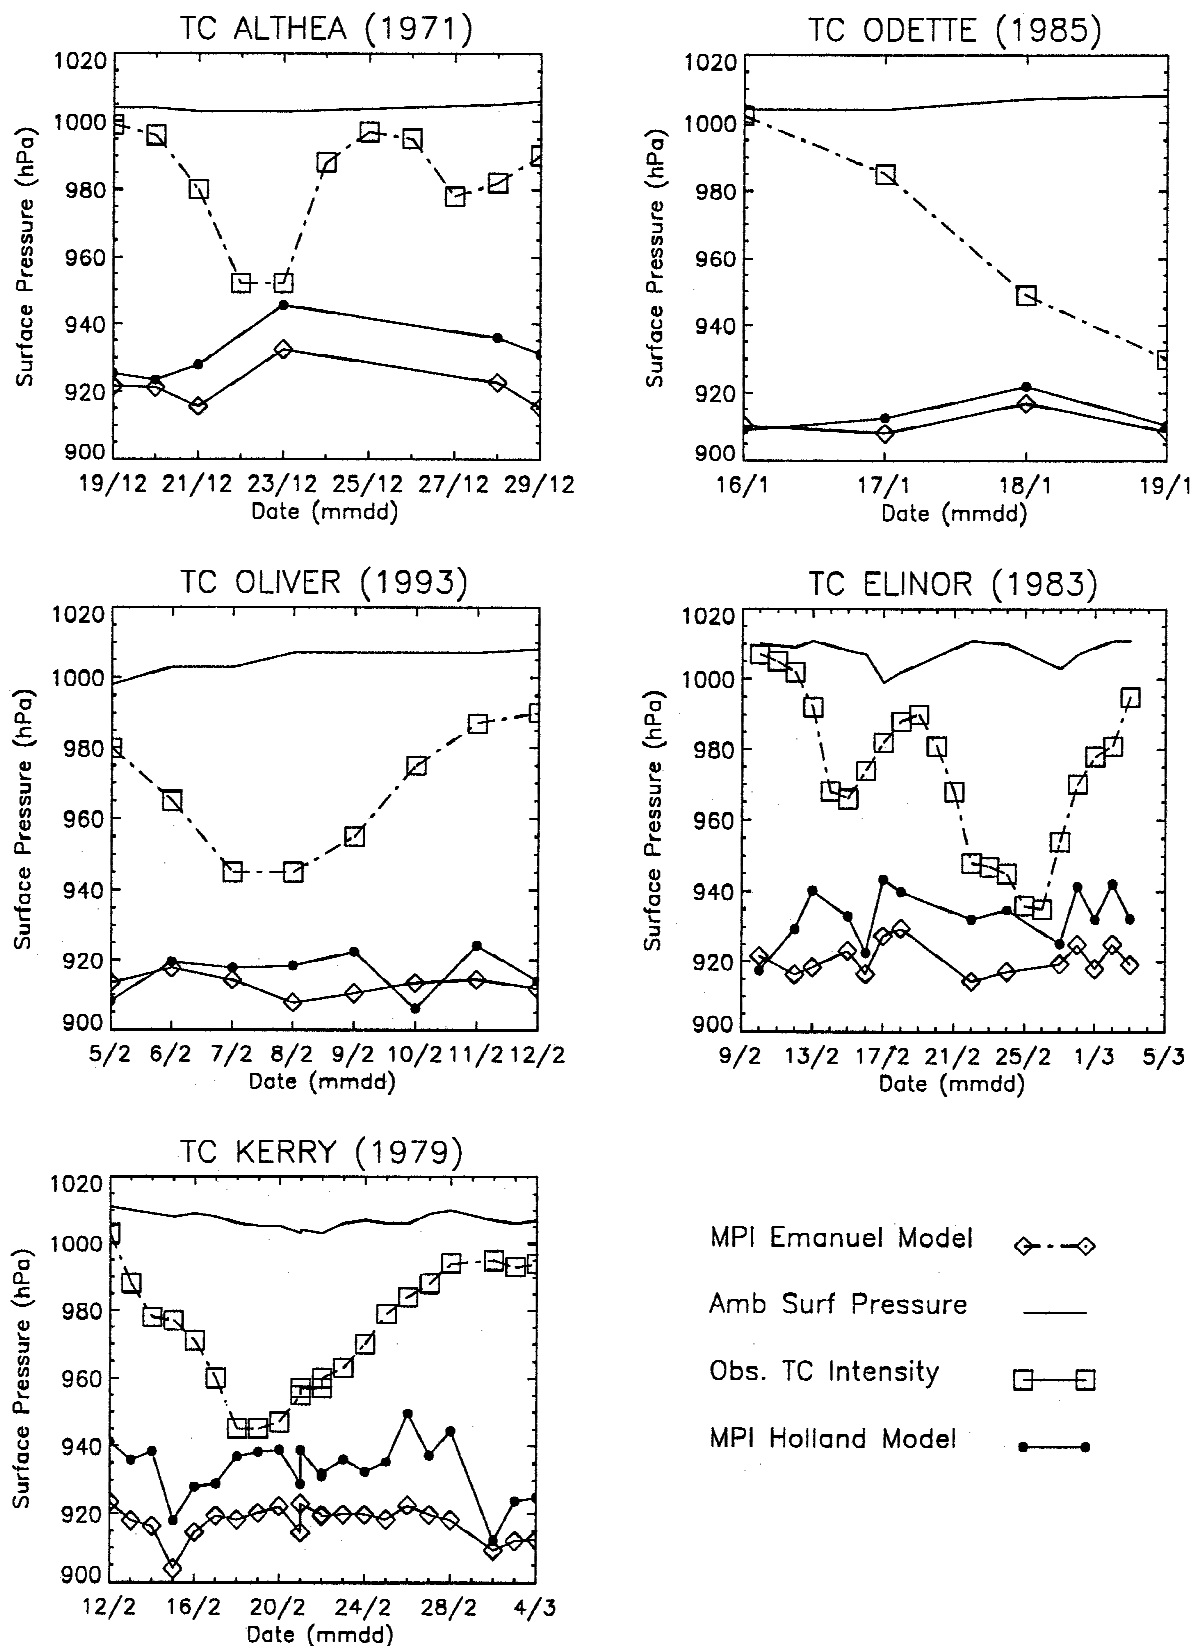 TC ALTHEA (1971)
1020
1000
980
960
940
920
900
Surface Pressure (hPa)
19/12 21/12 23/12 25/12 27/12 29/12
Date (mmdd)
TC ODETTE (1985)
1020
1000
980
960
940
920
900
Surface Pressure (hPa)
16/1 17/1 18/1 19/1
Date (mmdd)
TC OLIVER (1993)
1020
1000
980
960
940
920
900
Surface Pressure (hPa)
5/2 6/2 7/2 8/2 9/2 10/2 11/2 12/2
Date (mmdd)
TC ELINOR (1983)
1020
1000
980
960
940
920
900
Surface Pressure (hPa)
9/2 13/2 17/2 21/2 25/2 1/3 5/3
Date (mmdd)
TC KERRY (1979)
1020
1000
980
960
940
920
900
Surface Pressure (hPa)
12/2 16/2 20/2 24/2 28/2 4/3
Date (mmdd)
MPI Emanuel Model
Amb Surf Pressure
Obs. TC Intensity
MPI Holland Model